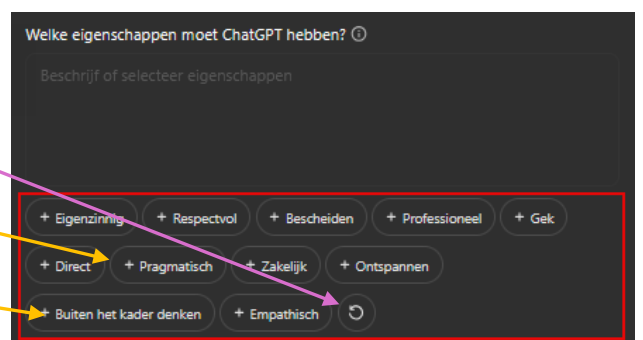 Welke eigenschappen moet ChatGPT hebben?
Beschrijf of selecteer eigenschappen
+ Eigenzinnig + Respectvol + Bescheiden + Professioneel + Gek
+ Direct + Pragmatisch + Zakelijk + Ontspannen
+ Buiten het kader denken + Empathisch